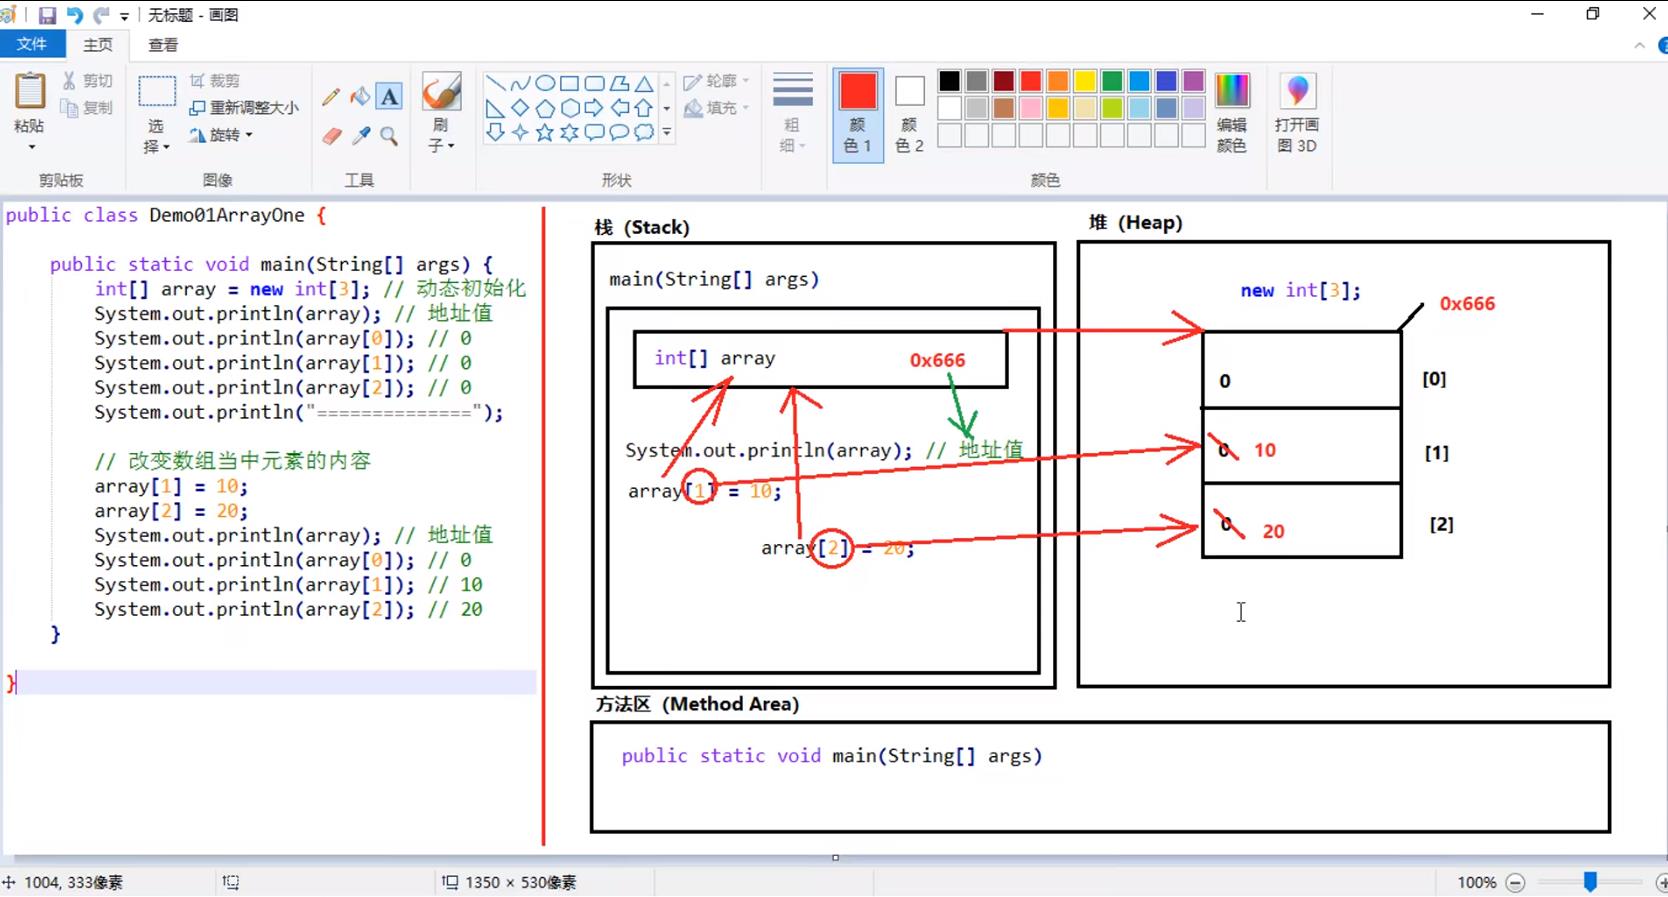 无标题 - 画图
文件
主页
查看
粘贴
剪切
复制
剪贴板
选
择
裁剪
重新调整大小
旋转
图像
A
工具
刷
子
轮廓
填充
形状
粗
细
颜
色 1
颜
色 2
编辑
颜色
颜色
打开画
图 3D
public class Demo01ArrayOne {
public static void main(String[] args) {
int[] array = new int[3]; // 动态初始化
System.out.println(array); // 地址值
System.out.println(array[0]); // 0
System.out.println(array[1]); // 0
System.out.println(array[2]); // 0
System.out.println("==============");
// 改变数组当中元素的内容
array[1] = 10;
array[2] = 20;
System.out.println(array); // 地址值
System.out.println(array[0]); // 0
System.out.println(array[1]); // 10
System.out.println(array[2]); // 20
}
}
栈 (Stack)
main(String[] args)
int[] array 0x666
System.out.println(array); // 地址值
array[1] = 10;
array[2] = 20;
堆 (Heap)
new int[3];
0x666
0 [0]
0 10 [1]
0 20 [2]
方法区 (Method Area)
public static void main(String[] args)
1004, 333像素
1350 × 530像素
100%